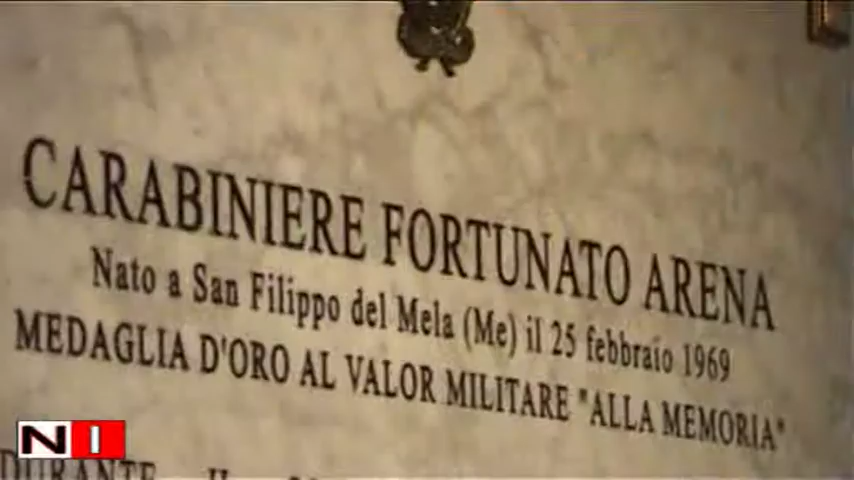 CARABINIERE FORTUNATO ARENA
Nato a San Filippo del Mela (Me) il 25 febbraio 1969
MEDAGLIA D'ORO AL VALOR MILITARE "ALLA MEMORIA"
DURANTE
N1